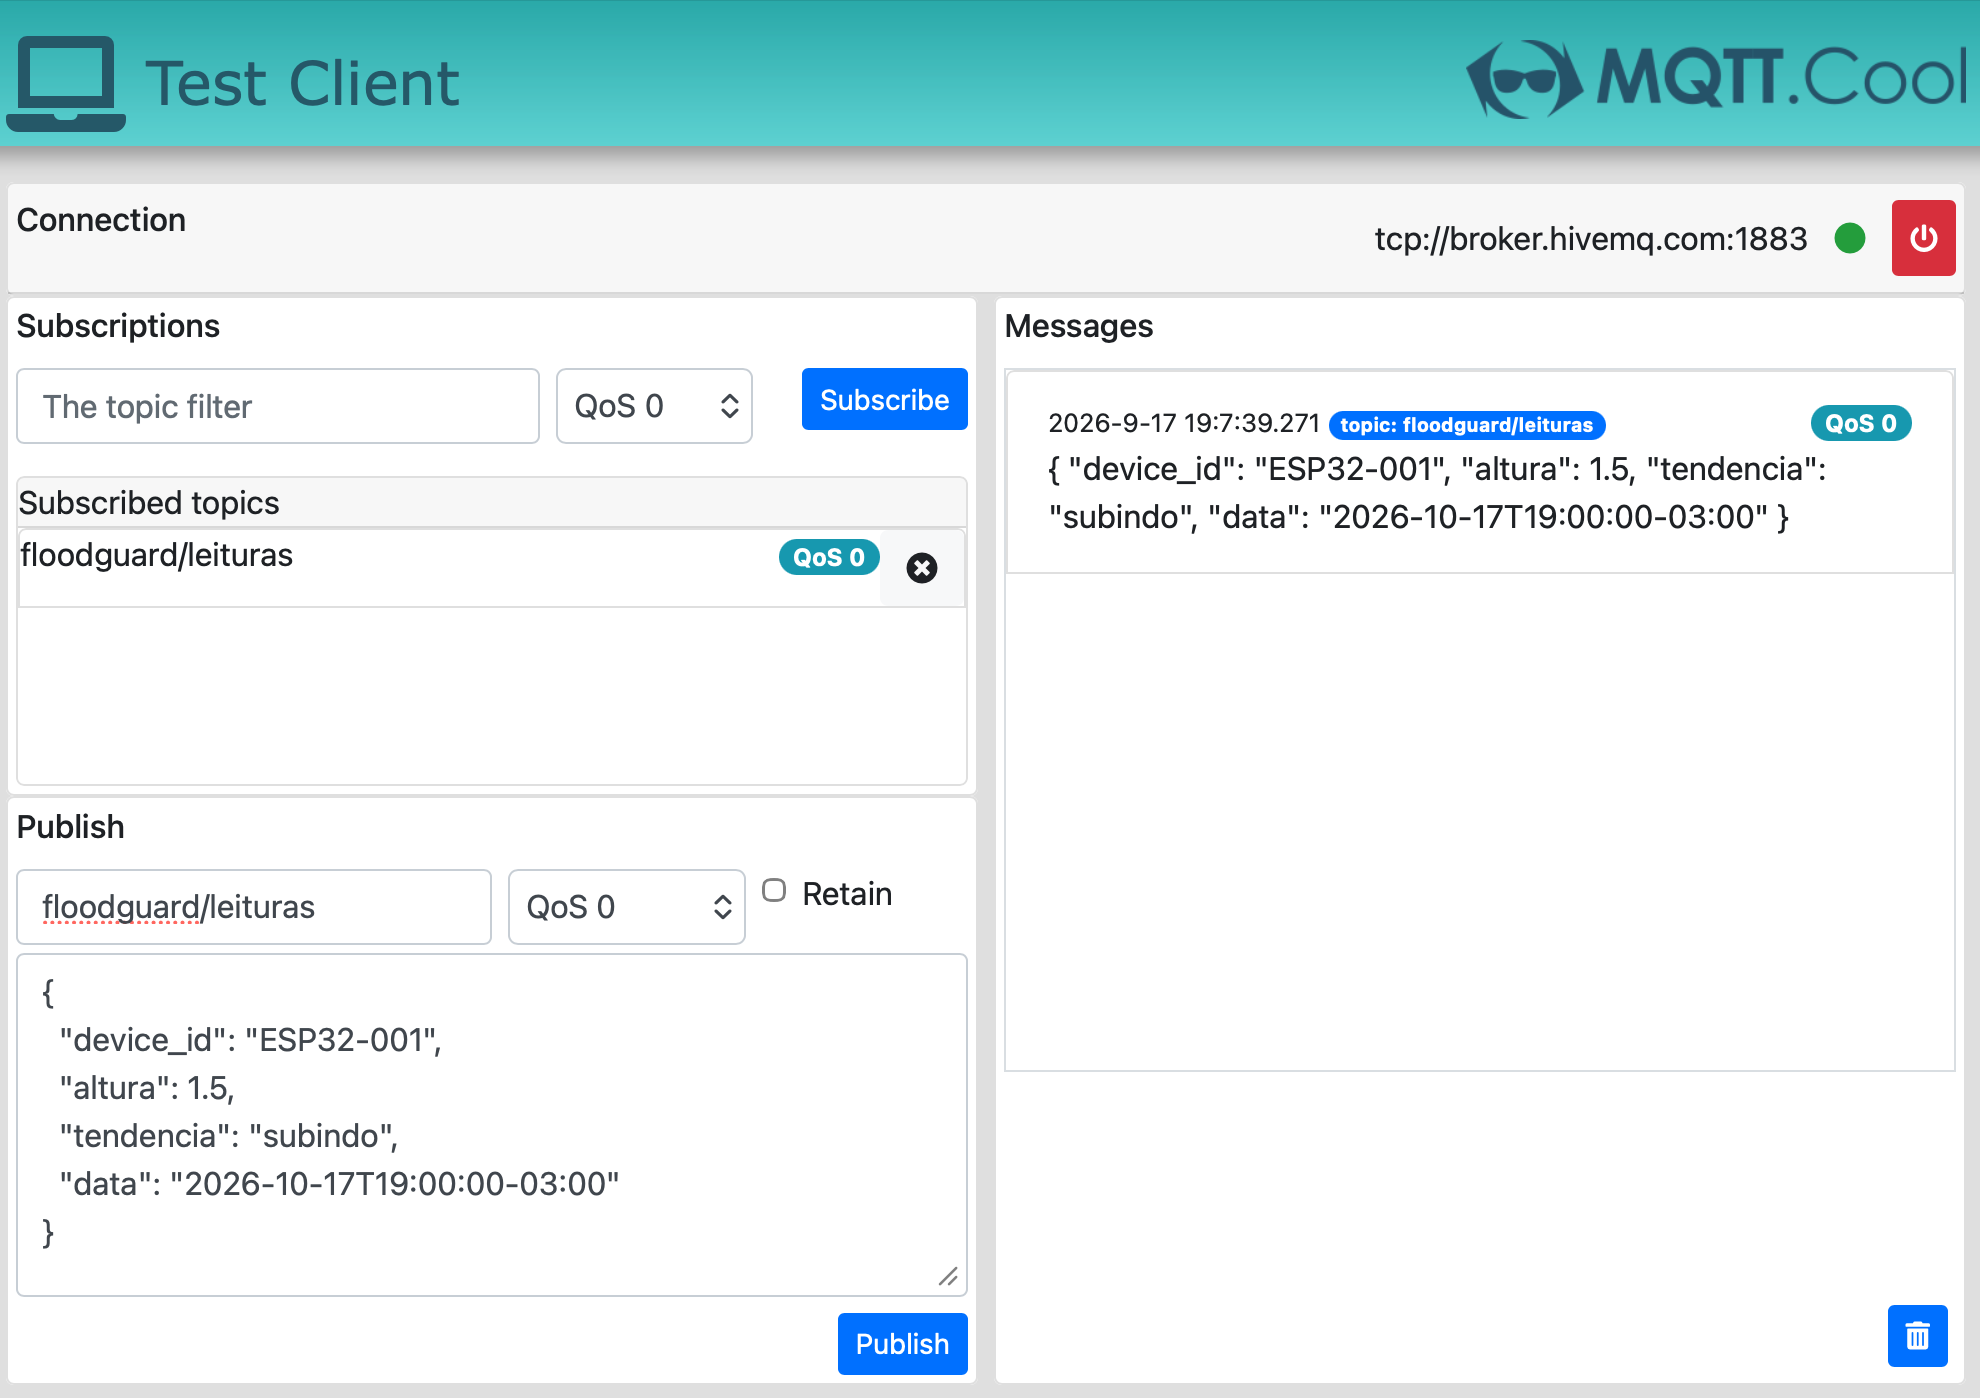 Test Client
MQTT.Cool
Connection
tcp://broker.hivemq.com:1883
Subscriptions
The topic filter
QoS 0
Subscribe
Subscribed topics
floodguard/leituras
QoS 0
Publish
floodguard/leituras
QoS 0
Retain
{
"device_id": "ESP32-001",
"altura": 1.5,
"tendencia": "subindo",
"data": "2026-10-17T19:00:00-03:00"
}
Publish
Messages
2026-9-17 19:7:39.271 topic: floodguard/leituras QoS 0
{ "device_id": "ESP32-001", "altura": 1.5, "tendencia":
"subindo", "data": "2026-10-17T19:00:00-03:00" }